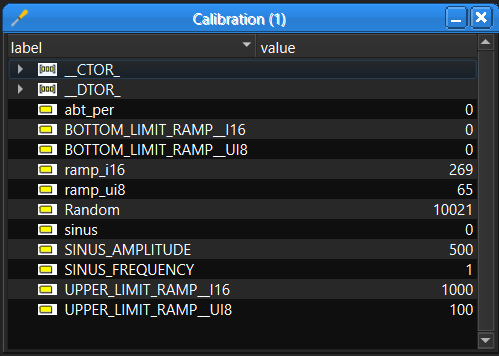 Calibration (1)
label value
__CTOR_
__DTOR_
abt_per 0
BOTTOM_LIMIT_RAMP__I16 0
BOTTOM_LIMIT_RAMP__UI8 0
ramp_i16 269
ramp_ui8 65
Random 10021
sinus 0
SINUS_AMPLITUDE 500
SINUS_FREQUENCY 1
UPPER_LIMIT_RAMP__I16 1000
UPPER_LIMIT_RAMP__UI8 100